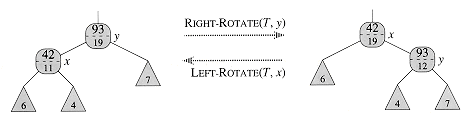 93
19
y
42
11
x
6
4
7
RIGHT-ROTATE(T, y)
LEFT-ROTATE(T, x)
42
19
x
93
12
y
6
4
7